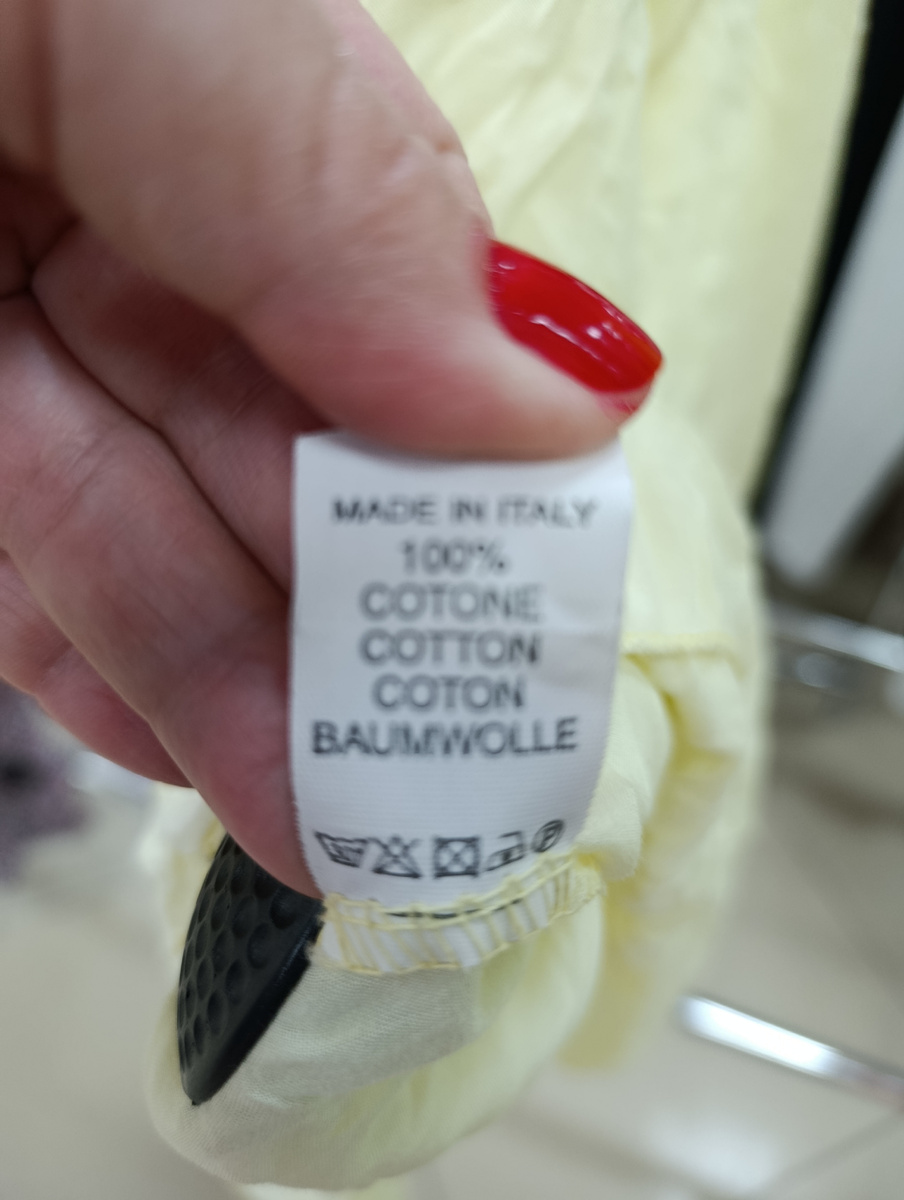 MADE IN ITALY
100%
COTONE
COTTON
COTON
BAUMWOLLE
P